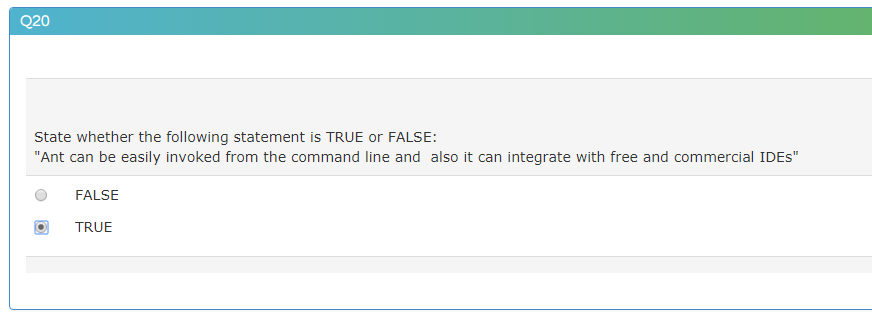 Q20
State whether the following statement is TRUE or FALSE:
"Ant can be easily invoked from the command line and  also it can integrate with free and commercial IDEs"
FALSE
TRUE